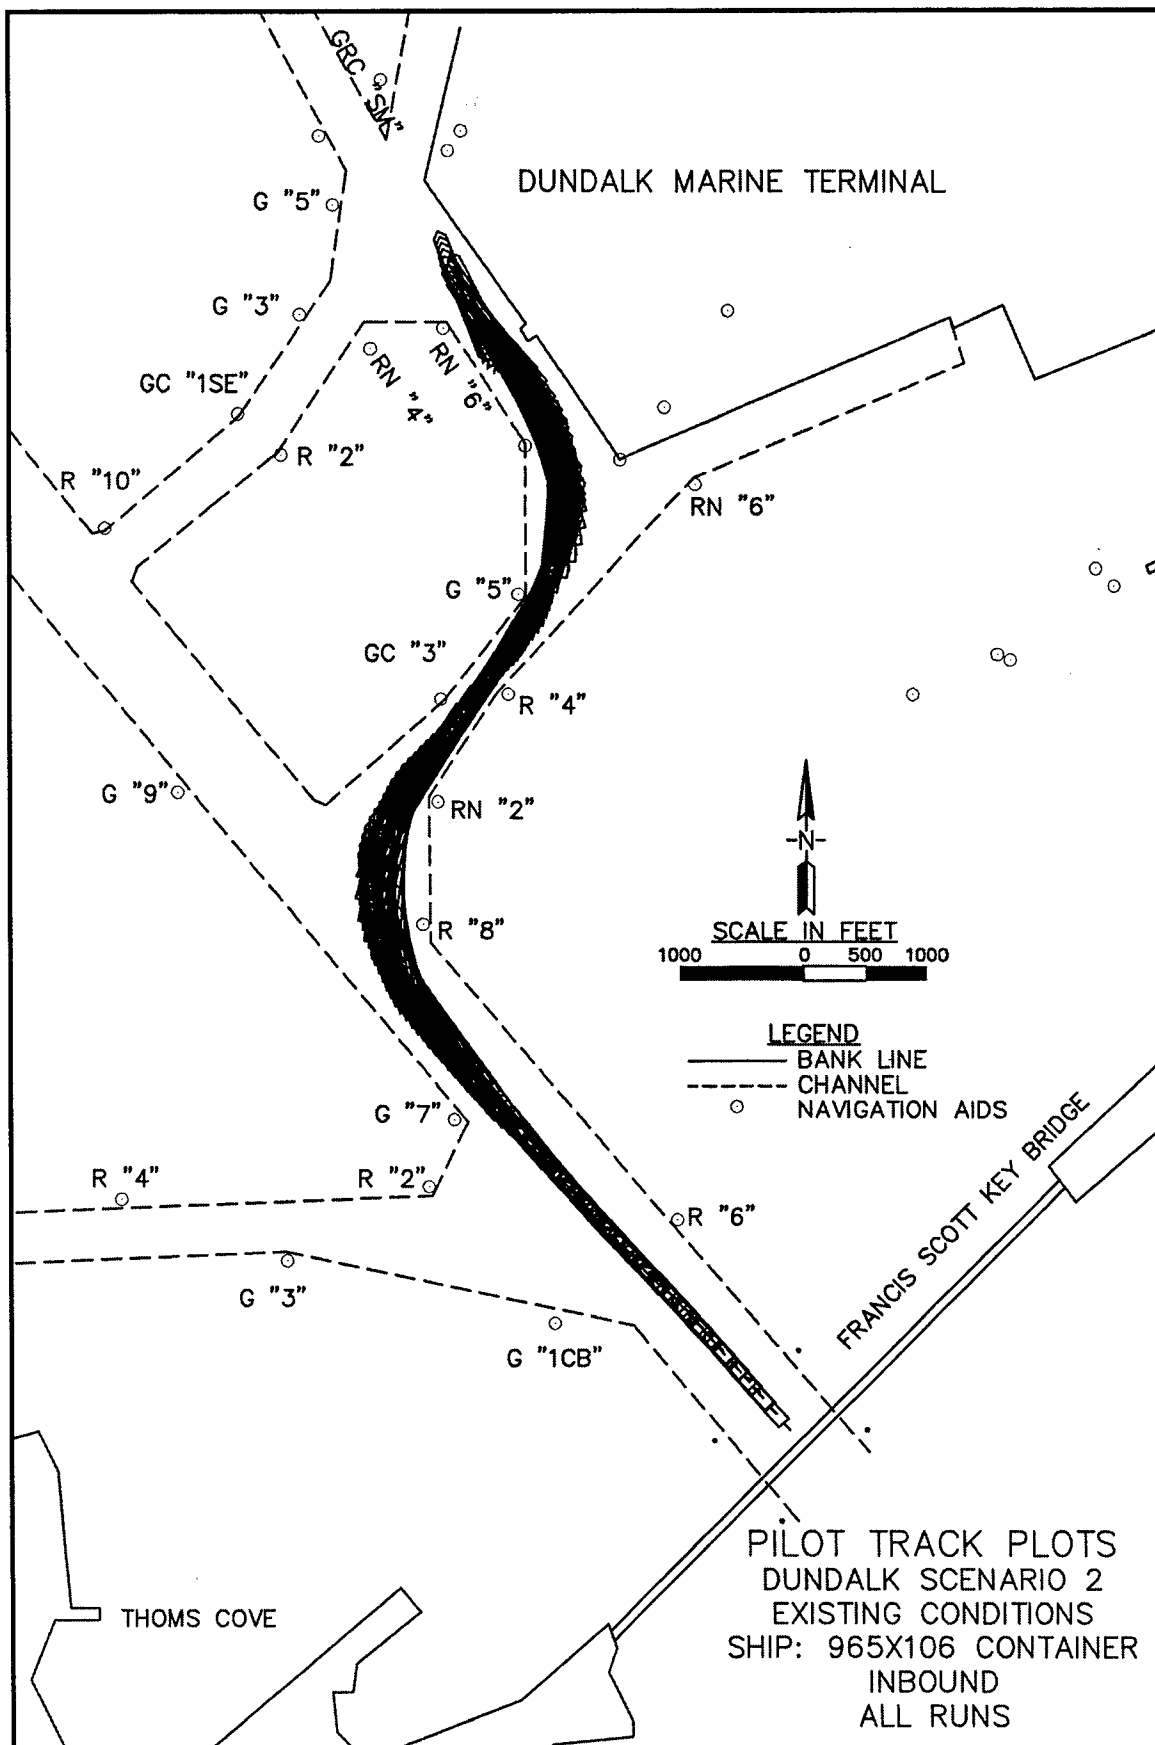 GRC "SM"
DUNDALK MARINE TERMINAL
G "5"
G "3"
RN "6"
RN "4"
GC "1SE"
R "2"
R "10"
RN "6"
G "5"
GC "3"
R "4"
G "9"
RN "2"
-N-
R "8"
SCALE IN FEET
1000 0 500 1000
LEGEND
BANK LINE
CHANNEL
NAVIGATION AIDS
G "7"
R "4"
R "2"
R "6"
FRANCIS SCOTT KEY BRIDGE
G "3"
G "1CB"
THOMS COVE
PILOT TRACK PLOTS
DUNDALK SCENARIO 2
EXISTING CONDITIONS
SHIP: 965X106 CONTAINER
INBOUND
ALL RUNS